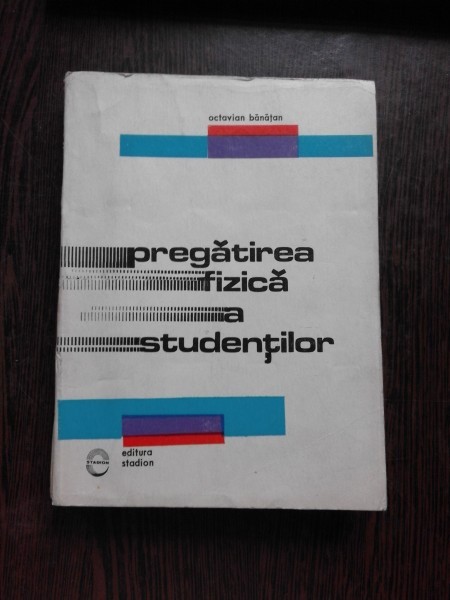 octavian bănățan
pregătirea
fizică
a
studenților
editura
stadion
STADION